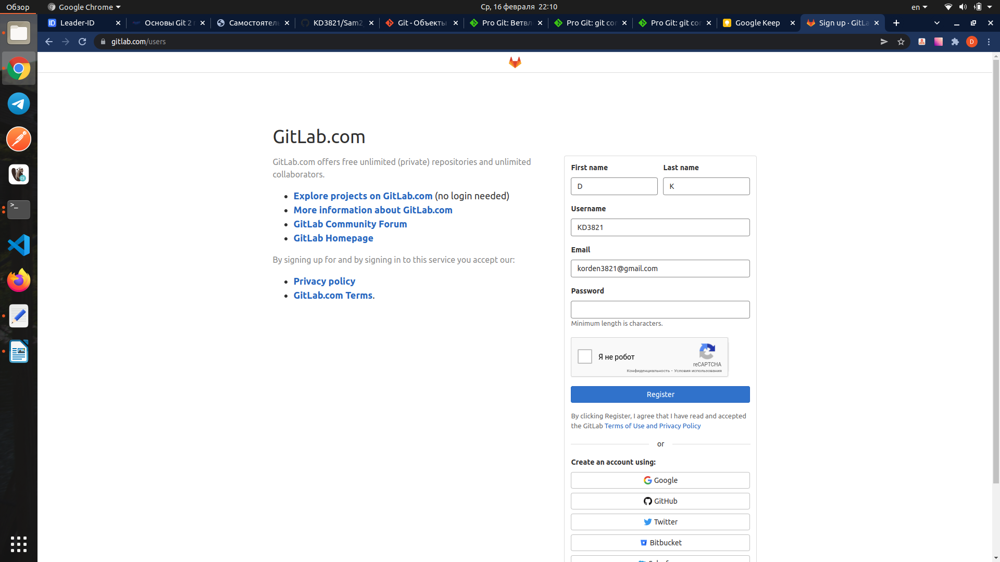 Обзор
Google Chrome
Ср, 16 февраля 22:10
en
Leader-ID
Основы Git 2
Самостоятель
KD3821/Sam2
Git - Объекты
Pro Git: Ветвл
Pro Git: git con
Pro Git: git con
Google Keep
Sign up · GitLa
gitlab.com/users
D
GitLab.com
GitLab.com offers free unlimited (private) repositories and unlimited
collaborators.
Explore projects on GitLab.com (no login needed)
More information about GitLab.com
GitLab Community Forum
GitLab Homepage
By signing up for and by signing in to this service you accept our:
Privacy policy
GitLab.com Terms.
First name
Last name
D
K
Username
KD3821
Email
korden3821@gmail.com
Password
Minimum length is characters.
Я не робот
reCAPTCHA
Конфиденциальность - Условия использования
Register
By clicking Register, I agree that I have read and accepted
the GitLab Terms of Use and Privacy Policy
or
Create an account using:
Google
GitHub
Twitter
Bitbucket